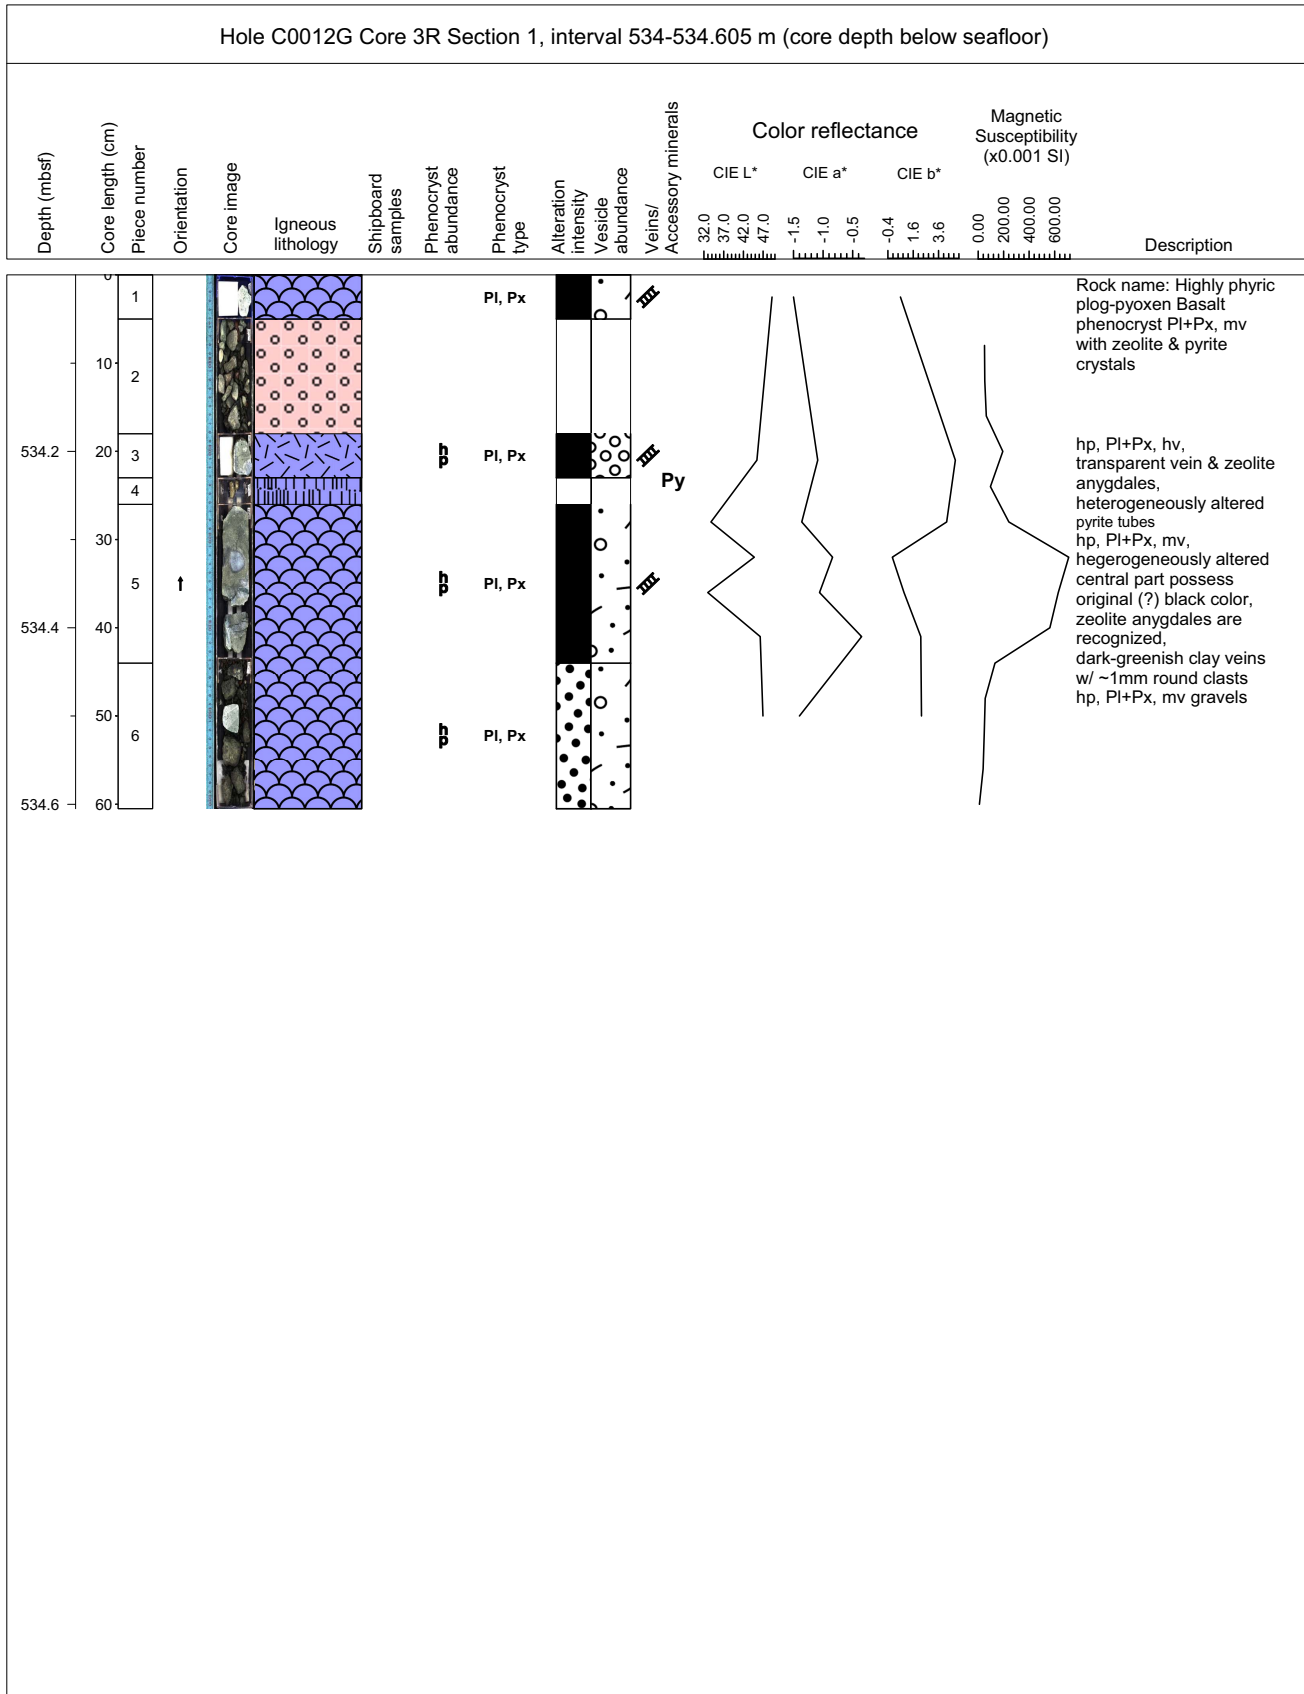 Hole C0012G Core 3R Section 1, interval 534-534.605 m (core depth below seafloor)
Depth (mbsf)
Core length (cm)
Piece number
Orientation
Core image
Igneous
lithology
Shipboard
samples
Phenocryst
abundance
Phenocryst
type
Alteration
intensity
Vesicle
abundance
Veins/
Accessory minerals
Color reflectance
CIE L*
CIE a*
CIE b*
Magnetic
Susceptibility
(x0.001 SI)
32.0
37.0
42.0
47.0
-1.5
-1.0
-0.5
-0.4
1.6
3.6
0.00
2000.00
600.00
Description
0
1
Pl, Px
Rock name: Highly phyric
plog-pyoxen Basalt
phenocryst Pl+Px, mv
with zeolite & pyrite
crystals
10
2
534.2
20
3
hp
Pl, Px
hp, Pl+Px, hv,
transparent vein & zeolite
anygdales,
heterogeneously altered
4
Py
pyrite tubes
30
5
hp
Pl, Px
hp, Pl+Px, mv,
hegerogeneously altered
central part possess
original (?) black color,
zeolite anygdales are
recognized,
dark-greenish clay veins
w/ ~1mm round clasts
534.4
40
50
6
hp
Pl, Px
hp, Pl+Px, mv gravels
534.6
60